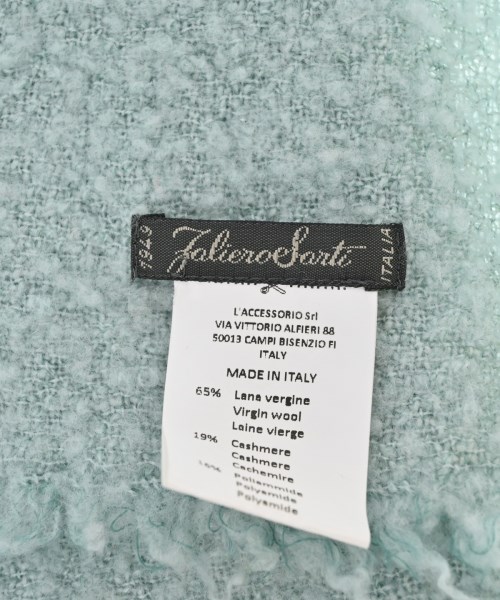 1949 FalieroSarti ITALIA
L'ACCESSORIO Srl
VIA VITTORIO ALFIERI 88
50013 CAMPI BISENZIO FI
ITALY
MADE IN ITALY
65% Lana vergine
Virgin wool
Laine vierge
19% Cashmere
Cashmere
Cachemire
16% Poliammide
Polyamide
Polyamide